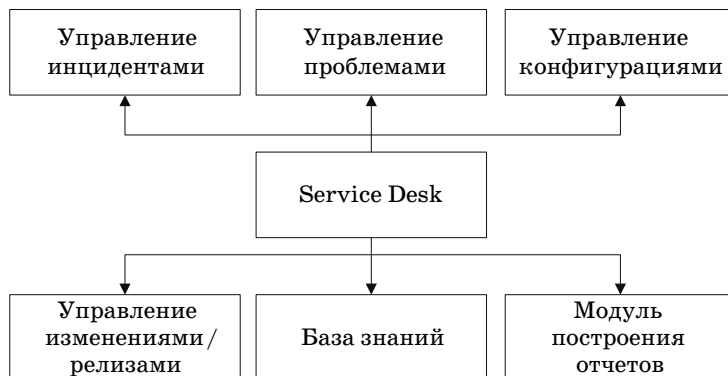 Управление
инцидентами
Управление
проблемами
Управление
конфигурациями
Service Desk
Управление
изменениями/
релизами
База знаний
Модуль
построения
отчетов